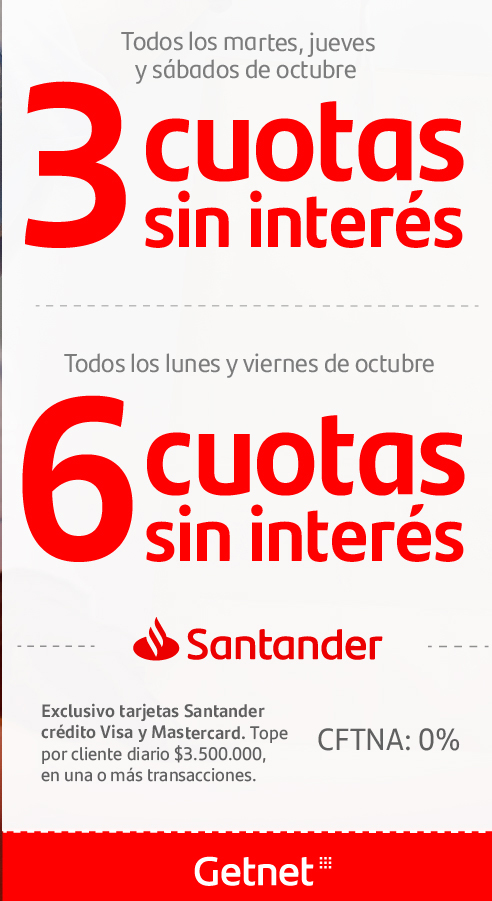 Todos los martes, jueves
y sábados de octubre
3 cuotas
sin interés
Todos los lunes y viernes de octubre
6 cuotas
sin interés
Santander
Exclusivo tarjetas Santander
crédito Visa y Mastercard. Tope
por cliente diario $3.500.000,
en una o más transacciones.
CFTNA: 0%
Getnet